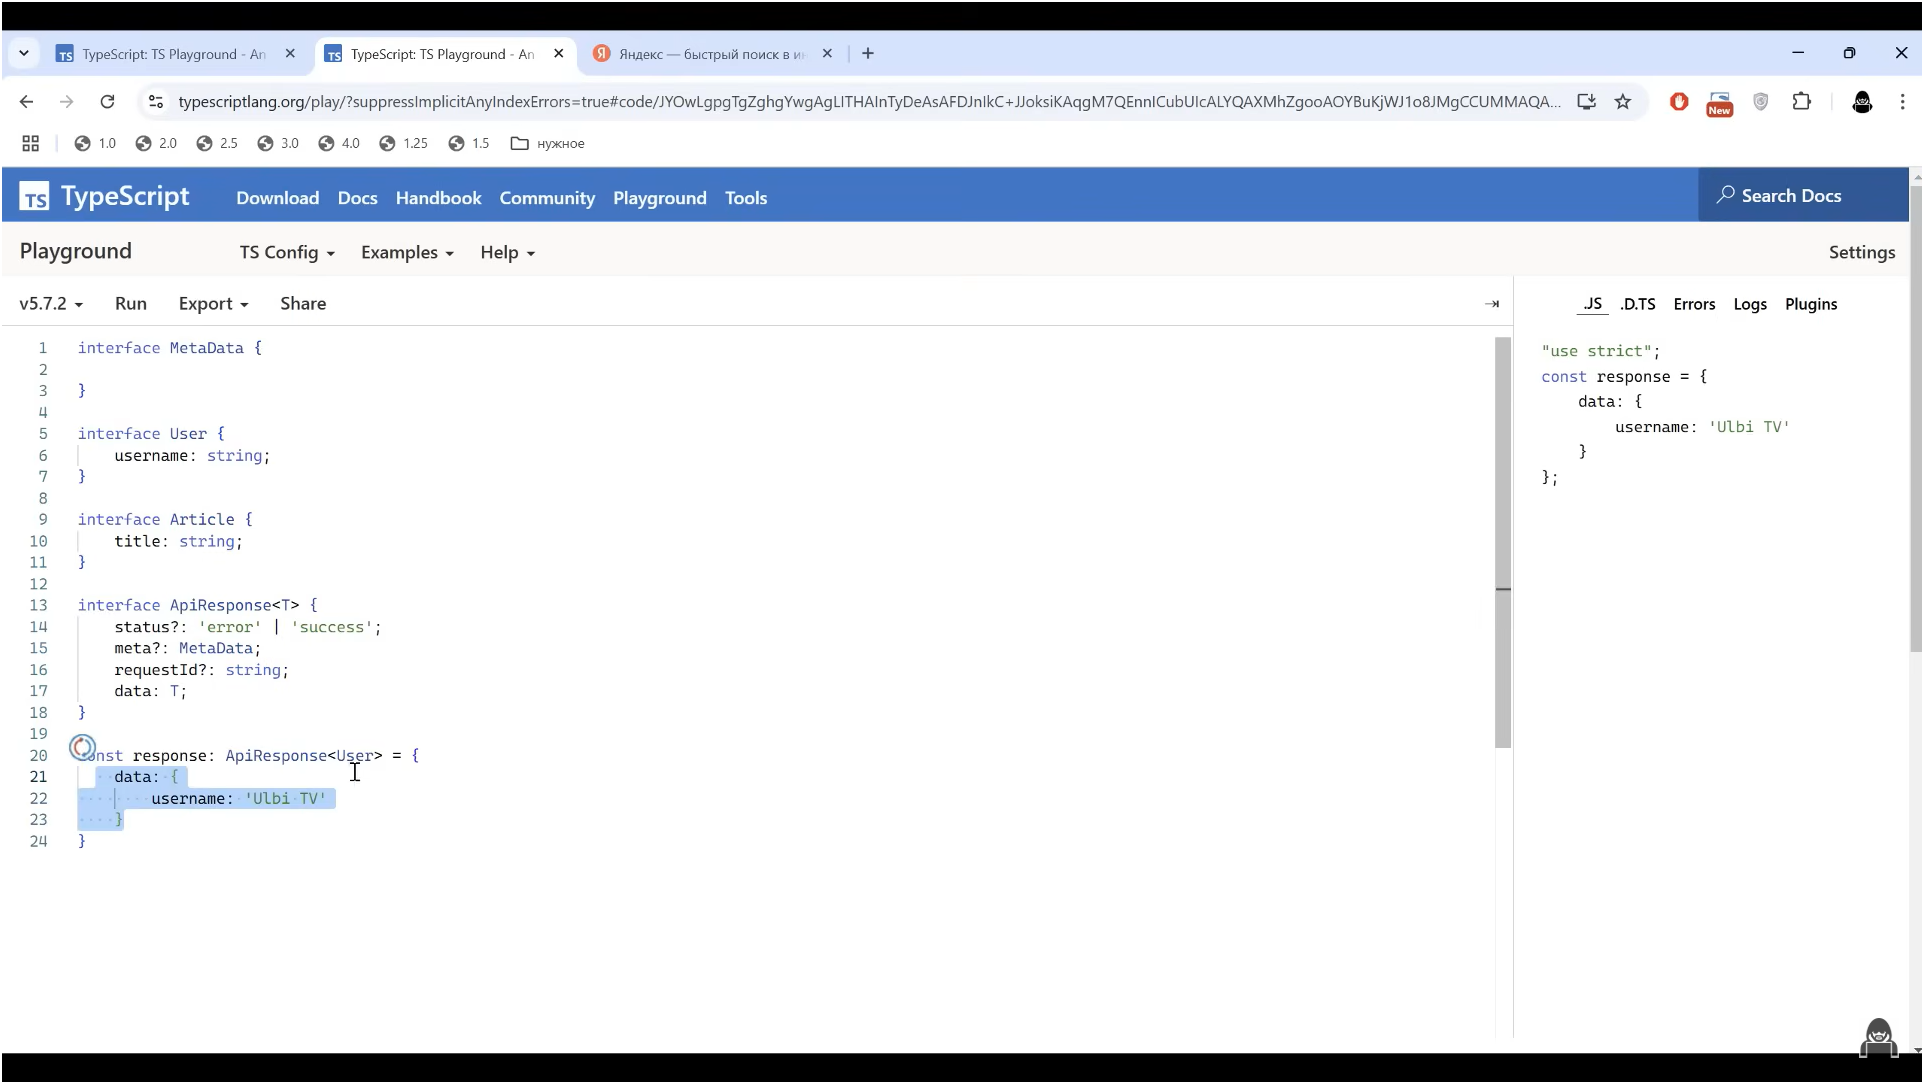 TypeScript: TS Playground - An
TypeScript: TS Playground - An
Яндекс — быстрый поиск в ин
typescriptlang.org/play/?suppressImplicitAnyIndexErrors=true#code/
1.0 2.0 2.5 3.0 4.0 1.25 1.5 нужное
New
TS TypeScript Download Docs Handbook Community Playground Tools Search Docs
Playground TS Config Examples Help Settings
v5.7.2 Run Export Share
.JS .D.TS Errors Logs Plugins
1 interface MetaData {
2
3 }
4
5 interface User {
6 username: string;
7 }
8
9 interface Article {
10 title: string;
11 }
12
13 interface ApiResponse<T> {
14 status?: 'error' | 'success';
15 meta?: MetaData;
16 requestId?: string;
17 data: T;
18 }
19
20 const response: ApiResponse<User> = {
21 data: {
22 username: 'Ulbi TV'
23 }
24 }
"use strict";
const response = {
data: {
username: 'Ulbi TV'
}
};